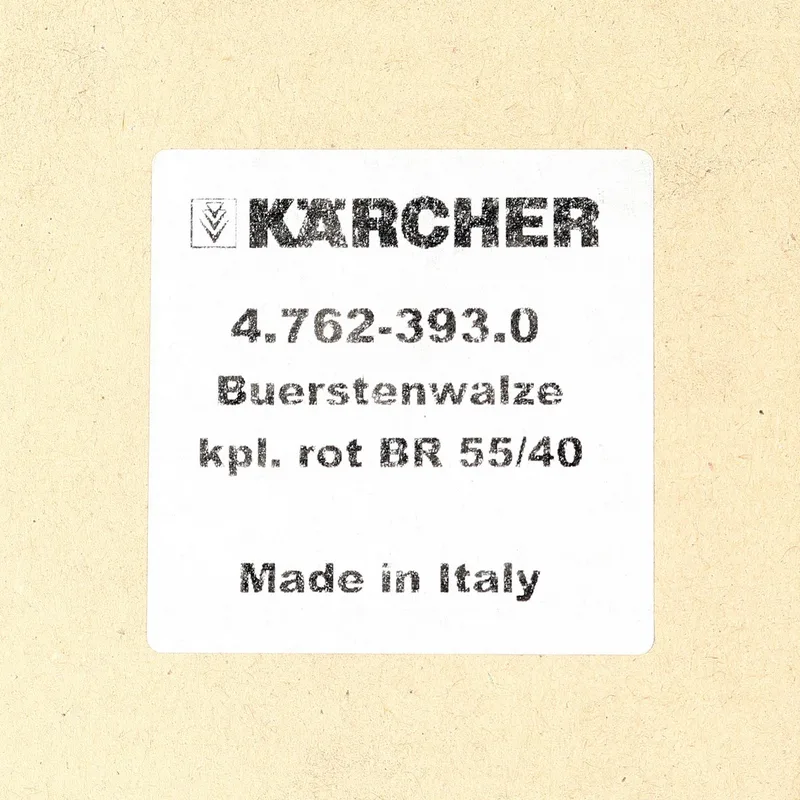 KÄRCHER
4.762-393.0
Buerstenwalze
kpl. rot BR 55/40
Made in Italy